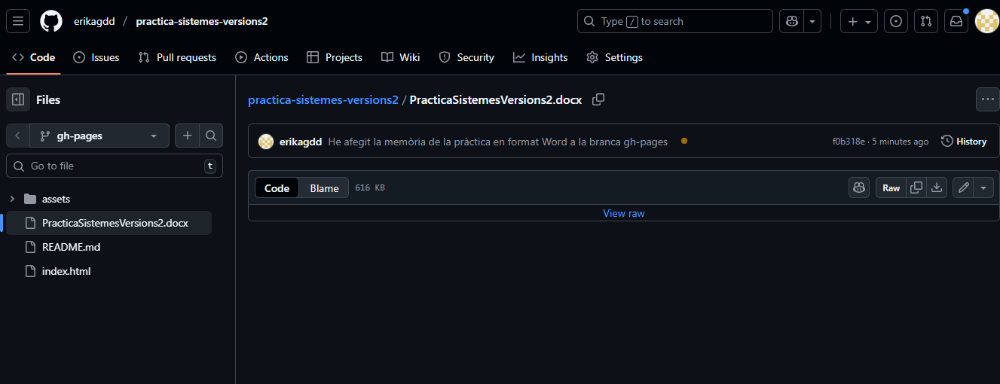 erikagdd / practica-sistemes-versions2
Type / to search
Code
Issues
Pull requests
Actions
Projects
Wiki
Security
Insights
Settings
Files
gh-pages
Go to file
t
assets
PracticaSistemesVersions2.docx
README.md
index.html
practica-sistemes-versions2 / PracticaSistemesVersions2.docx
erikagdd He afegit la memòria de la pràctica en format Word a la branca gh-pages
f0b318e · 5 minutes ago
History
Code
Blame
616 KB
Raw
View raw